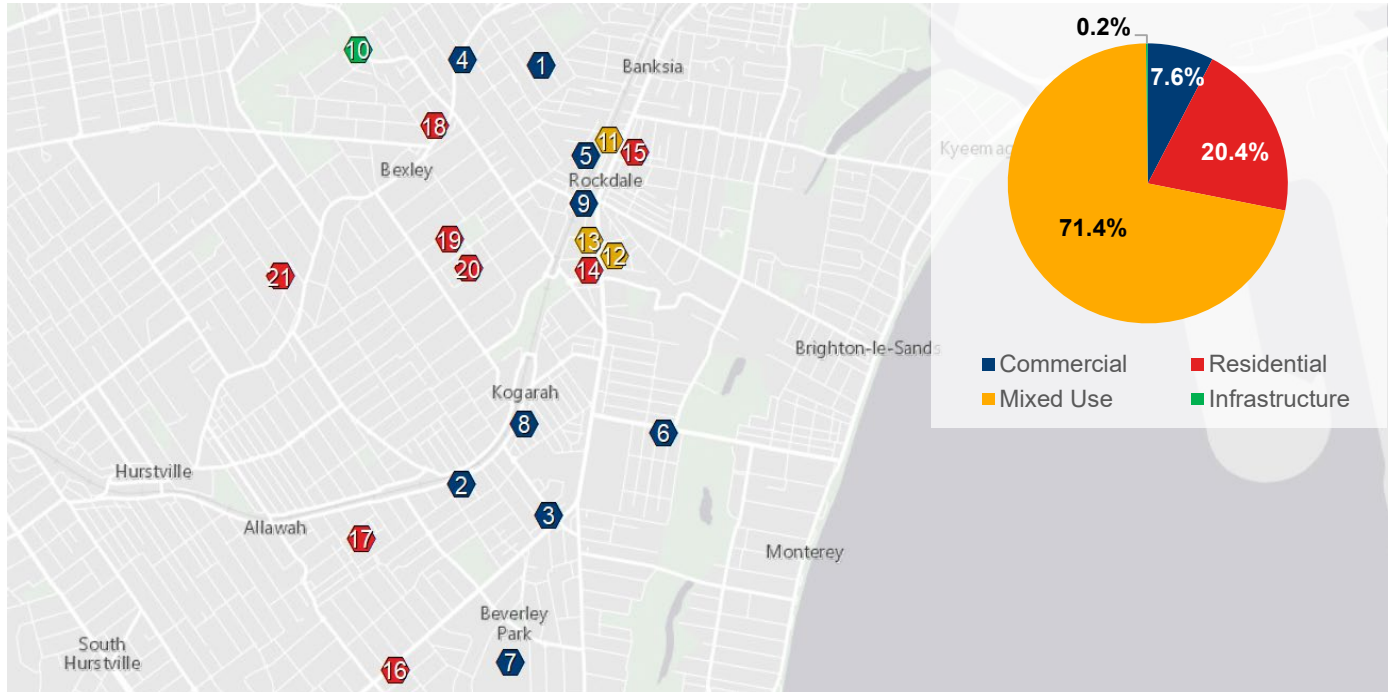 0.2%
10
4
1
Banksia
7.6%
18
11
5
15
Kyeemag
20.4%
Bexley
Rockdale
9
71.4%
19
13
12
20
14
21
Brighton-le-Sands
Commercial
Residential
Kogarah
Mixed Use
Infrastructure
8
6
Hurstville
2
3
Allawah
17
Monterey
Beverley
Park
South
Hurstville
7
16